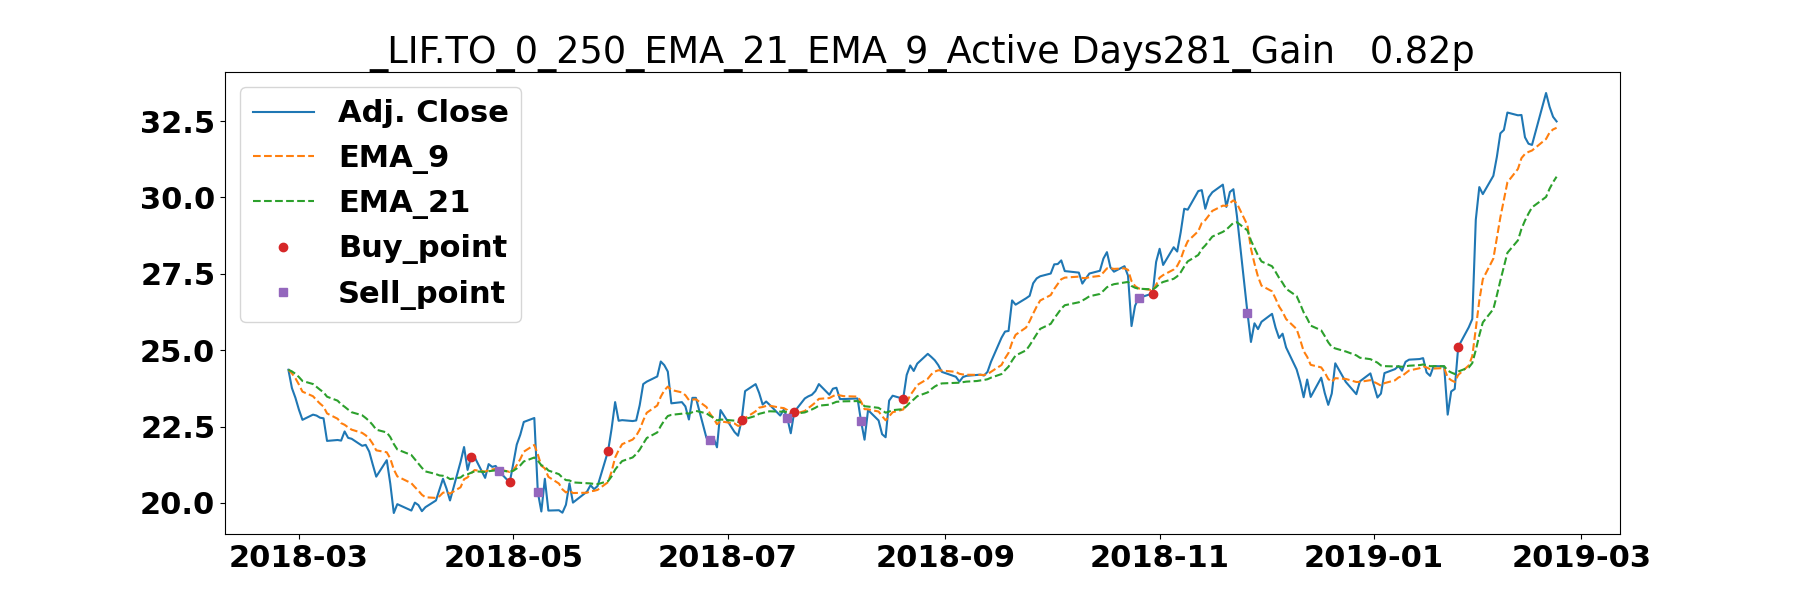 _LIF.TO_0_250_EMA_21_EMA_9_Active Days281_Gain   0.82p
Adj. Close
EMA_9
EMA_21
Buy_point
Sell_point
32.5
30.0
27.5
25.0
22.5
20.0
2018-03 2018-05 2018-07 2018-09 2018-11 2019-01 2019-03